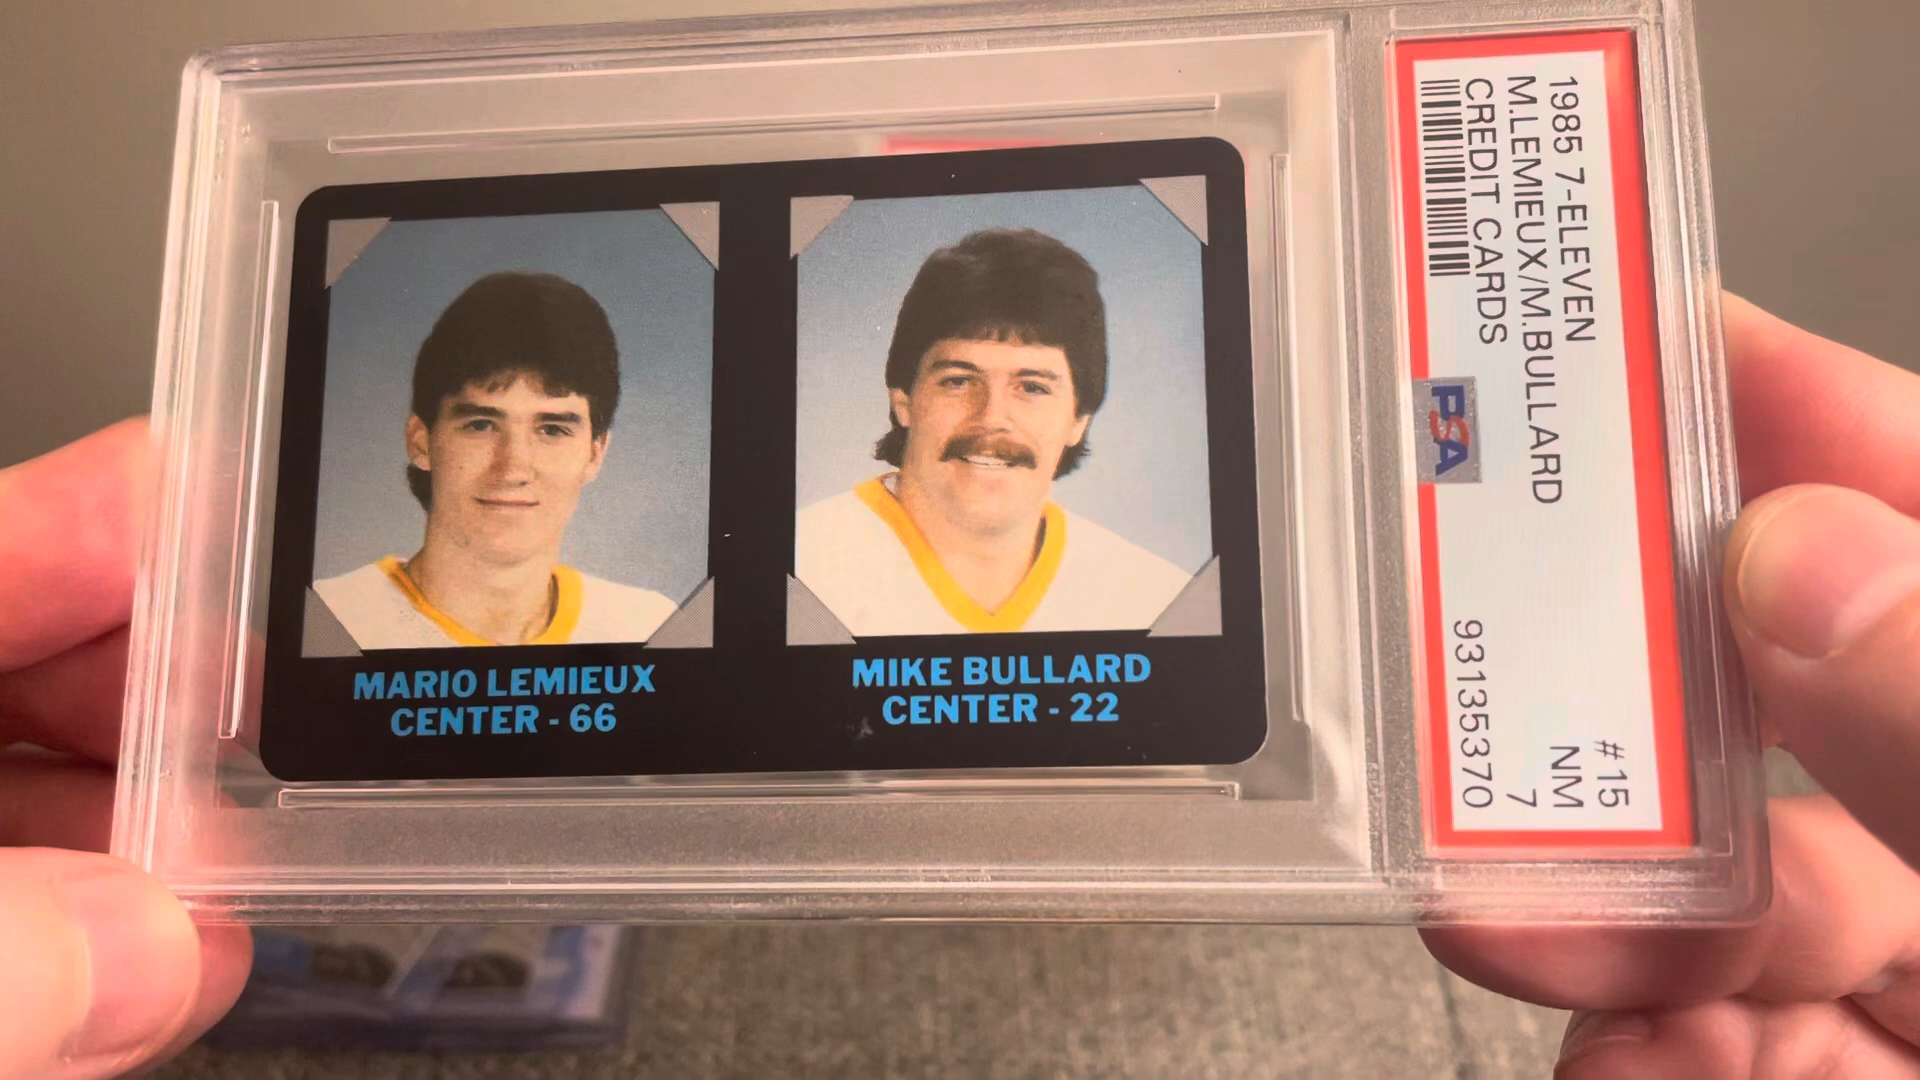 MARIO LEMIEUX
CENTER - 66
MIKE BULLARD
CENTER - 22
1985 7-ELEVEN #15
M.LEMIEUX/M.BULLARD NM
CREDIT CARDS 7
PSA 93135370